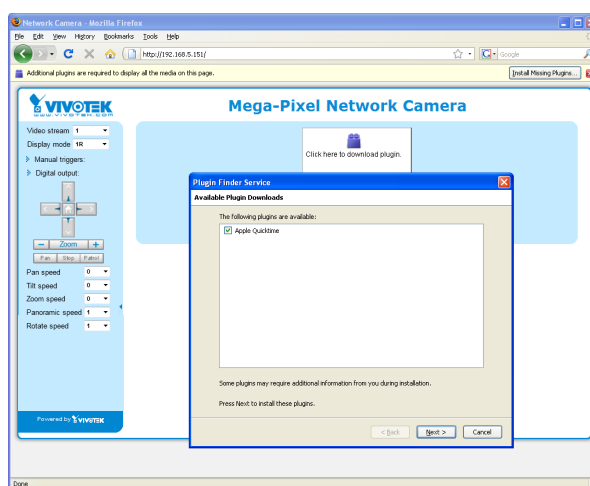 Network Camera - Mozilla Firefox
File Edit View History Bookmarks Tools Help
http://192.168.5.151/
Google
Additional plugins are required to display all the media on this page.
Install Missing Plugins...
VIVOTEK
www.vivotek.com
Mega-Pixel Network Camera
Video stream 1
Display mode 1R
Manual triggers:
Digital output:
Click here to download plugin.
Zoom
Pan Stop Patrol
Pan speed 0
Tilt speed 0
Zoom speed 0
Panoramic speed 1
Rotate speed 1
Powered by VIVOTEK
Plugin Finder Service
Available Plugin Downloads
The following plugins are available:
Apple Quicktime
Some plugins may require additional information from you during installation.
Press Next to install these plugins.
< Back Next > Cancel
Done